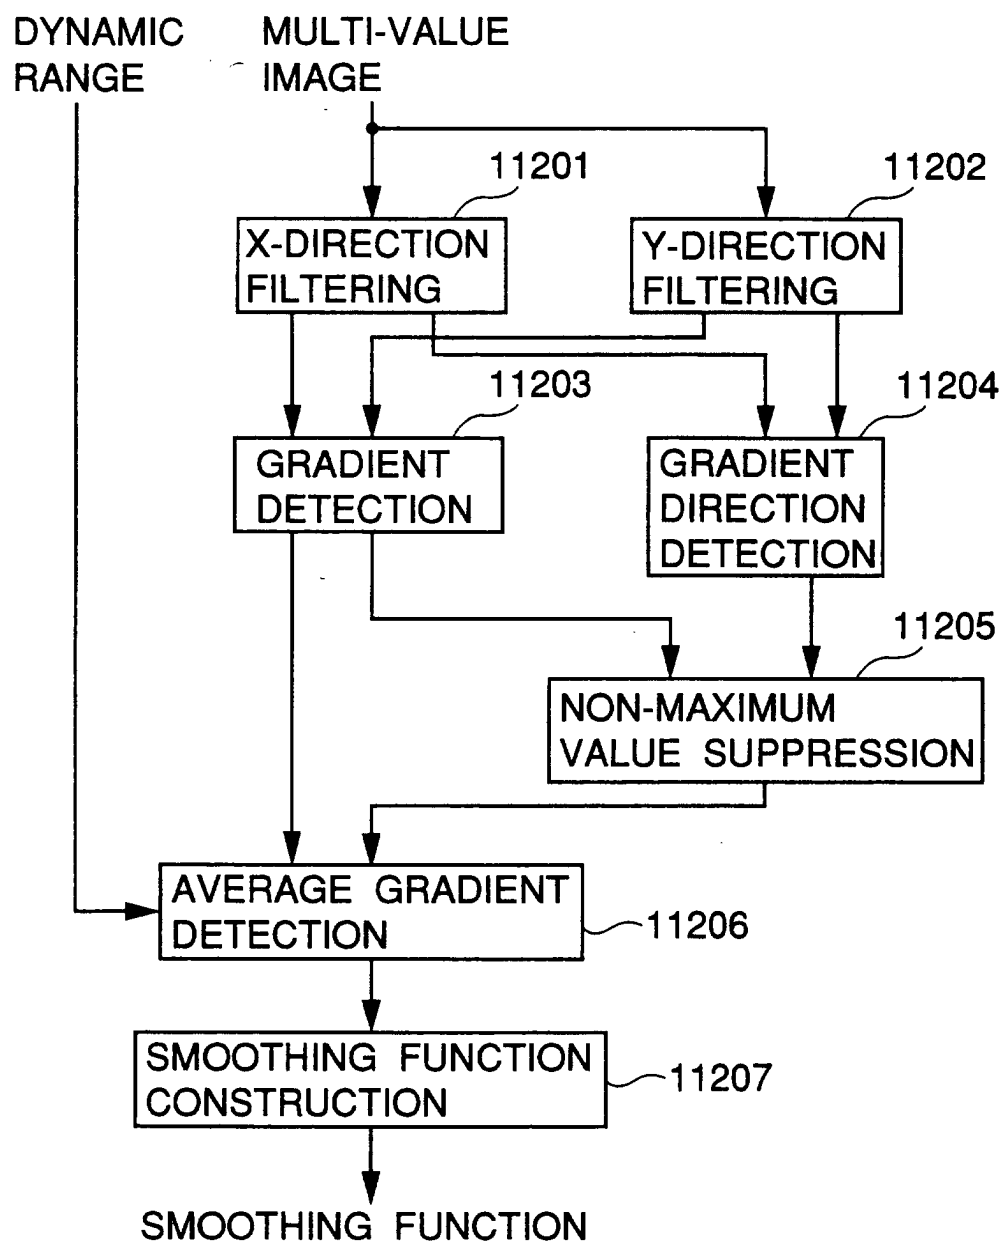 DYNAMIC
RANGE
MULTI-VALUE
IMAGE
11201
11202
X-DIRECTION
FILTERING
Y-DIRECTION
FILTERING
11203
11204
GRADIENT
DETECTION
GRADIENT
DIRECTION
DETECTION
11205
NON-MAXIMUM
VALUE SUPPRESSION
AVERAGE GRADIENT
DETECTION
11206
SMOOTHING FUNCTION
CONSTRUCTION
11207
SMOOTHING FUNCTION